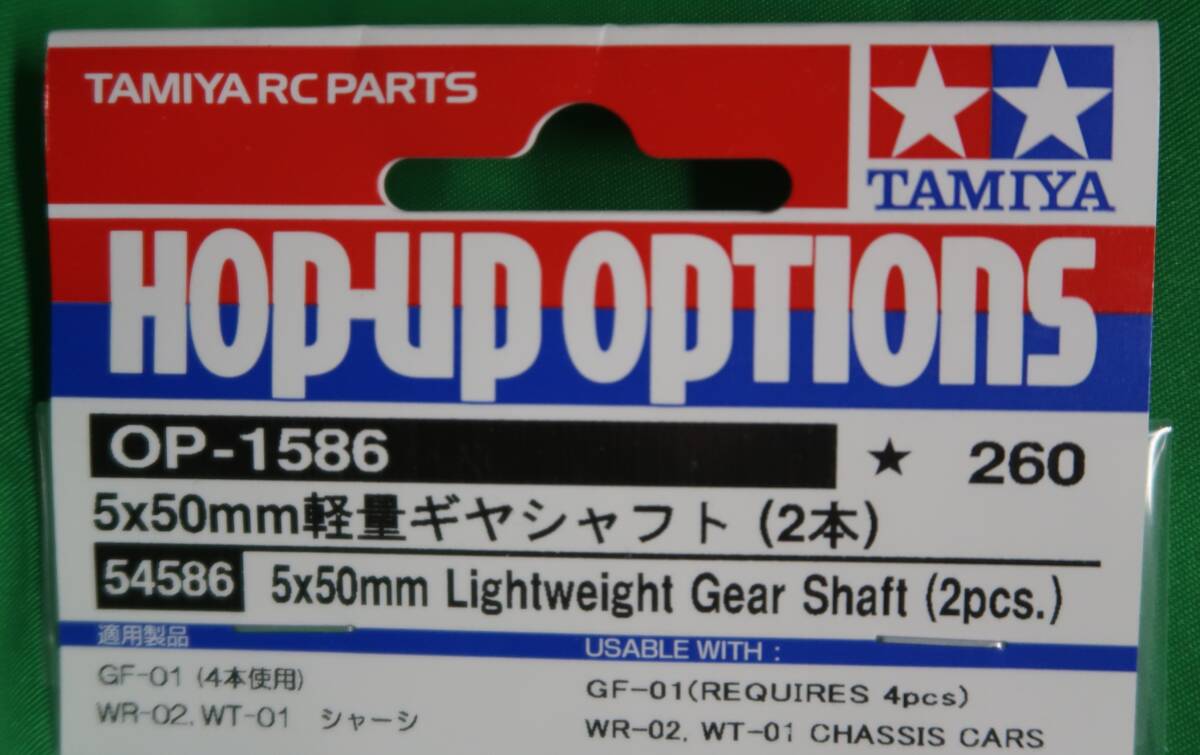 TAMIYA RC PARTS
TAMIYA
HOP-UP OPTIONS
OP-1586 ★ 260
5x50mm軽量ギヤシャフト (2本)
54586 5x50mm Lightweight Gear Shaft (2pcs.)
適用製品 USABLE WITH :
GF-01 (4本使用) GF-01(REQUIRES 4pcs)
WR-02. WT-01 シャーシ WR-02. WT-01 CHASSIS CARS